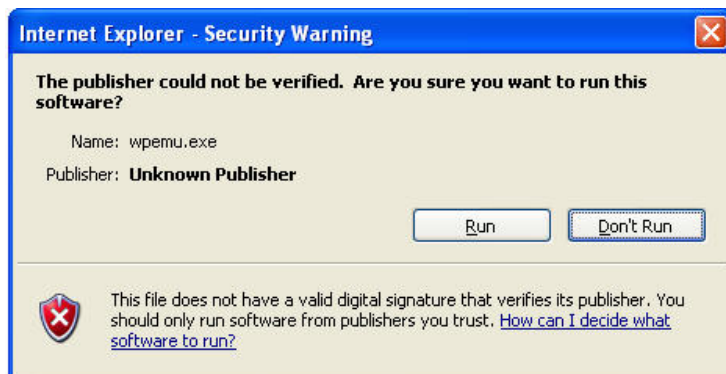 Internet Explorer - Security Warning
The publisher could not be verified.  Are you sure you want to run this
software?
Name: wpemu.exe
Publisher: Unknown Publisher
Run
Don't Run
This file does not have a valid digital signature that verifies its publisher. You
should only run software from publishers you trust. How can I decide what
software to run?